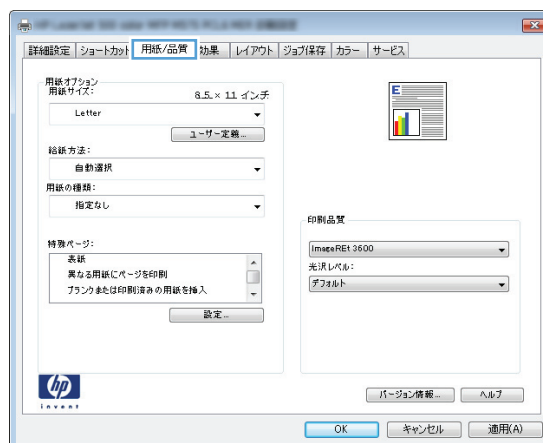 詳細設定 ショートカット 用紙/品質 効果 レイアウト ジョブ保存 カラー サービス
用紙オプション
用紙サイズ:
8.5 × 11 インチ
Letter
ユーザー定義...
給紙方法:
自動選択
用紙の種類:
指定なし
特殊ページ:
表紙
異なる用紙にページを印刷
ブランクまたは印刷済みの用紙を挿入
設定...
印刷品質
ImageREt 3600
光沢レベル:
デフォルト
hp
invent
バージョン情報... ヘルプ
OK キャンセル 適用(A)